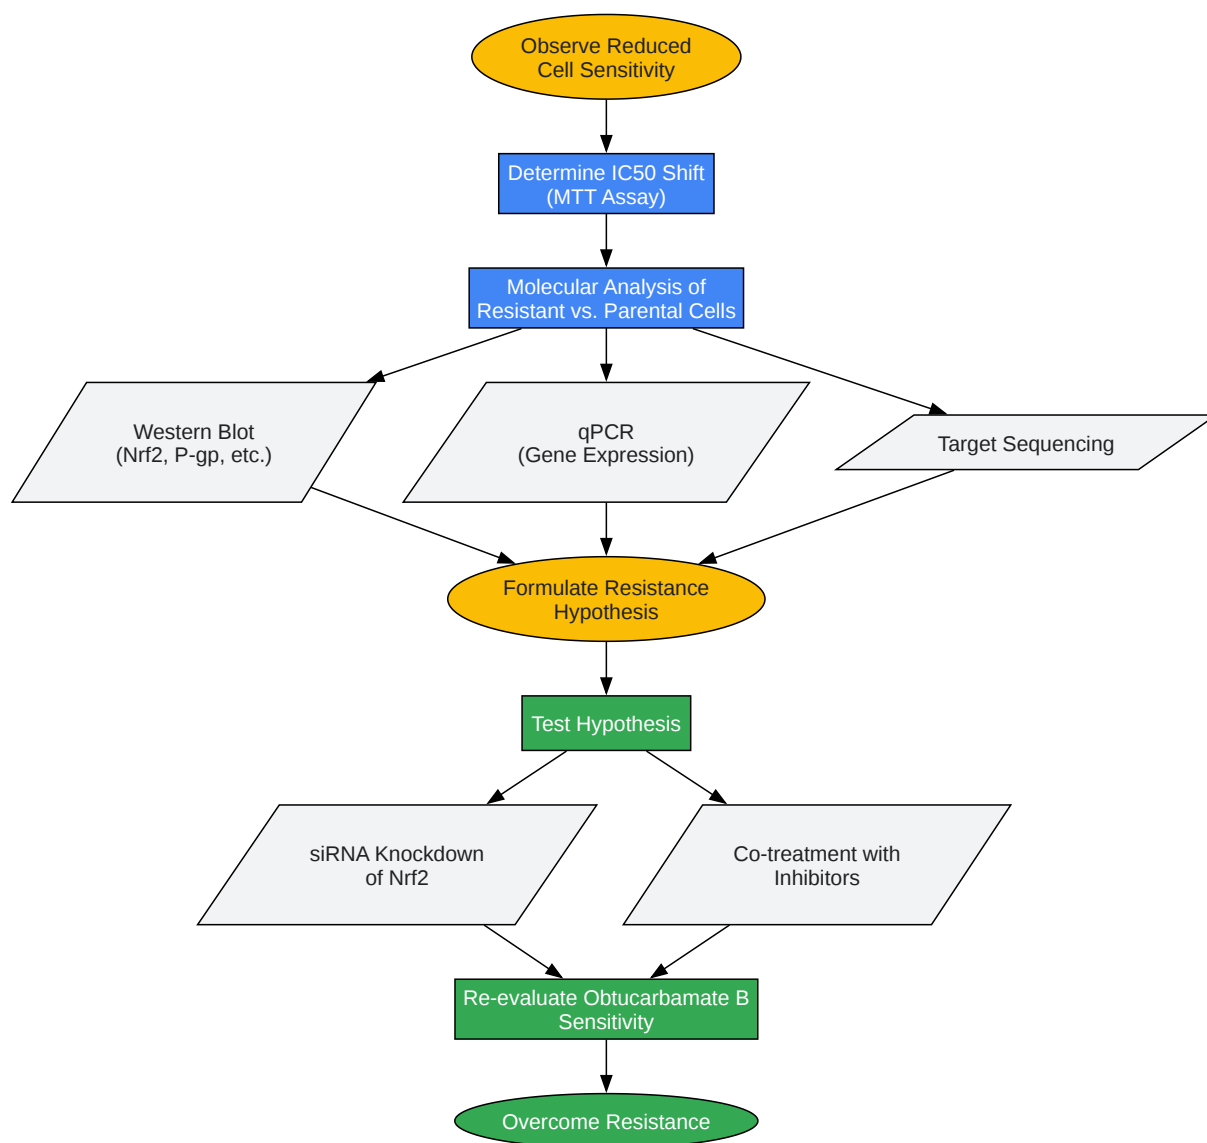 Observe Reduced
Cell Sensitivity
Determine IC50 Shift
(MTT Assay)
Molecular Analysis of
Resistant vs. Parental Cells
Western Blot
(Nrf2, P-gp, etc.)
qPCR
(Gene Expression)
Target Sequencing
Formulate Resistance
Hypothesis
Test Hypothesis
siRNA Knockdown
of Nrf2
Co-treatment with
Inhibitors
Re-evaluate Obtucarbamate B
Sensitivity
Overcome Resistance